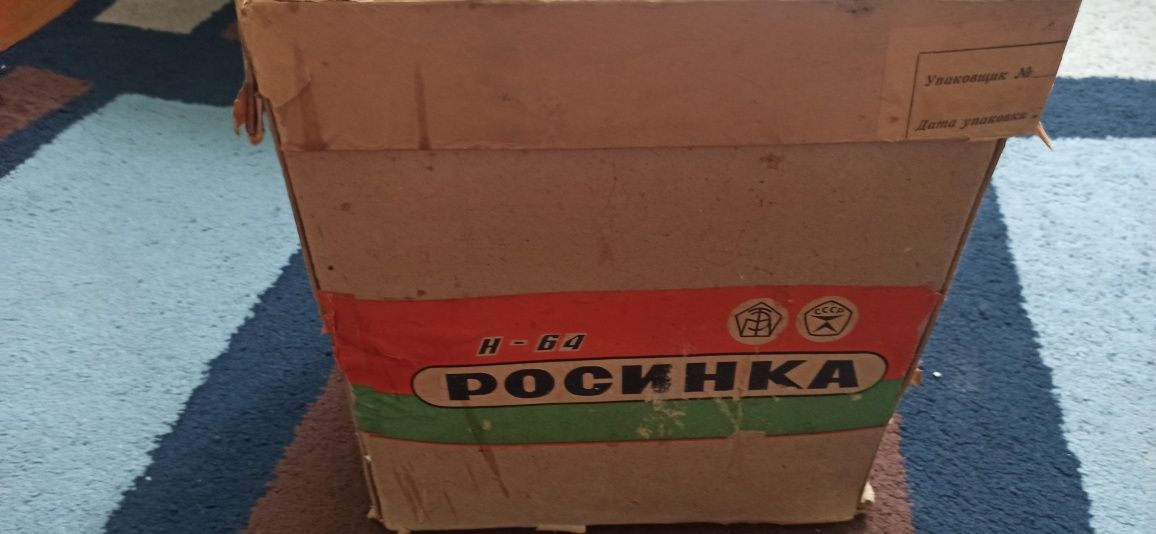 Упаковщик №
Дата упаковки
СССР
Н-64
РОСИНКА